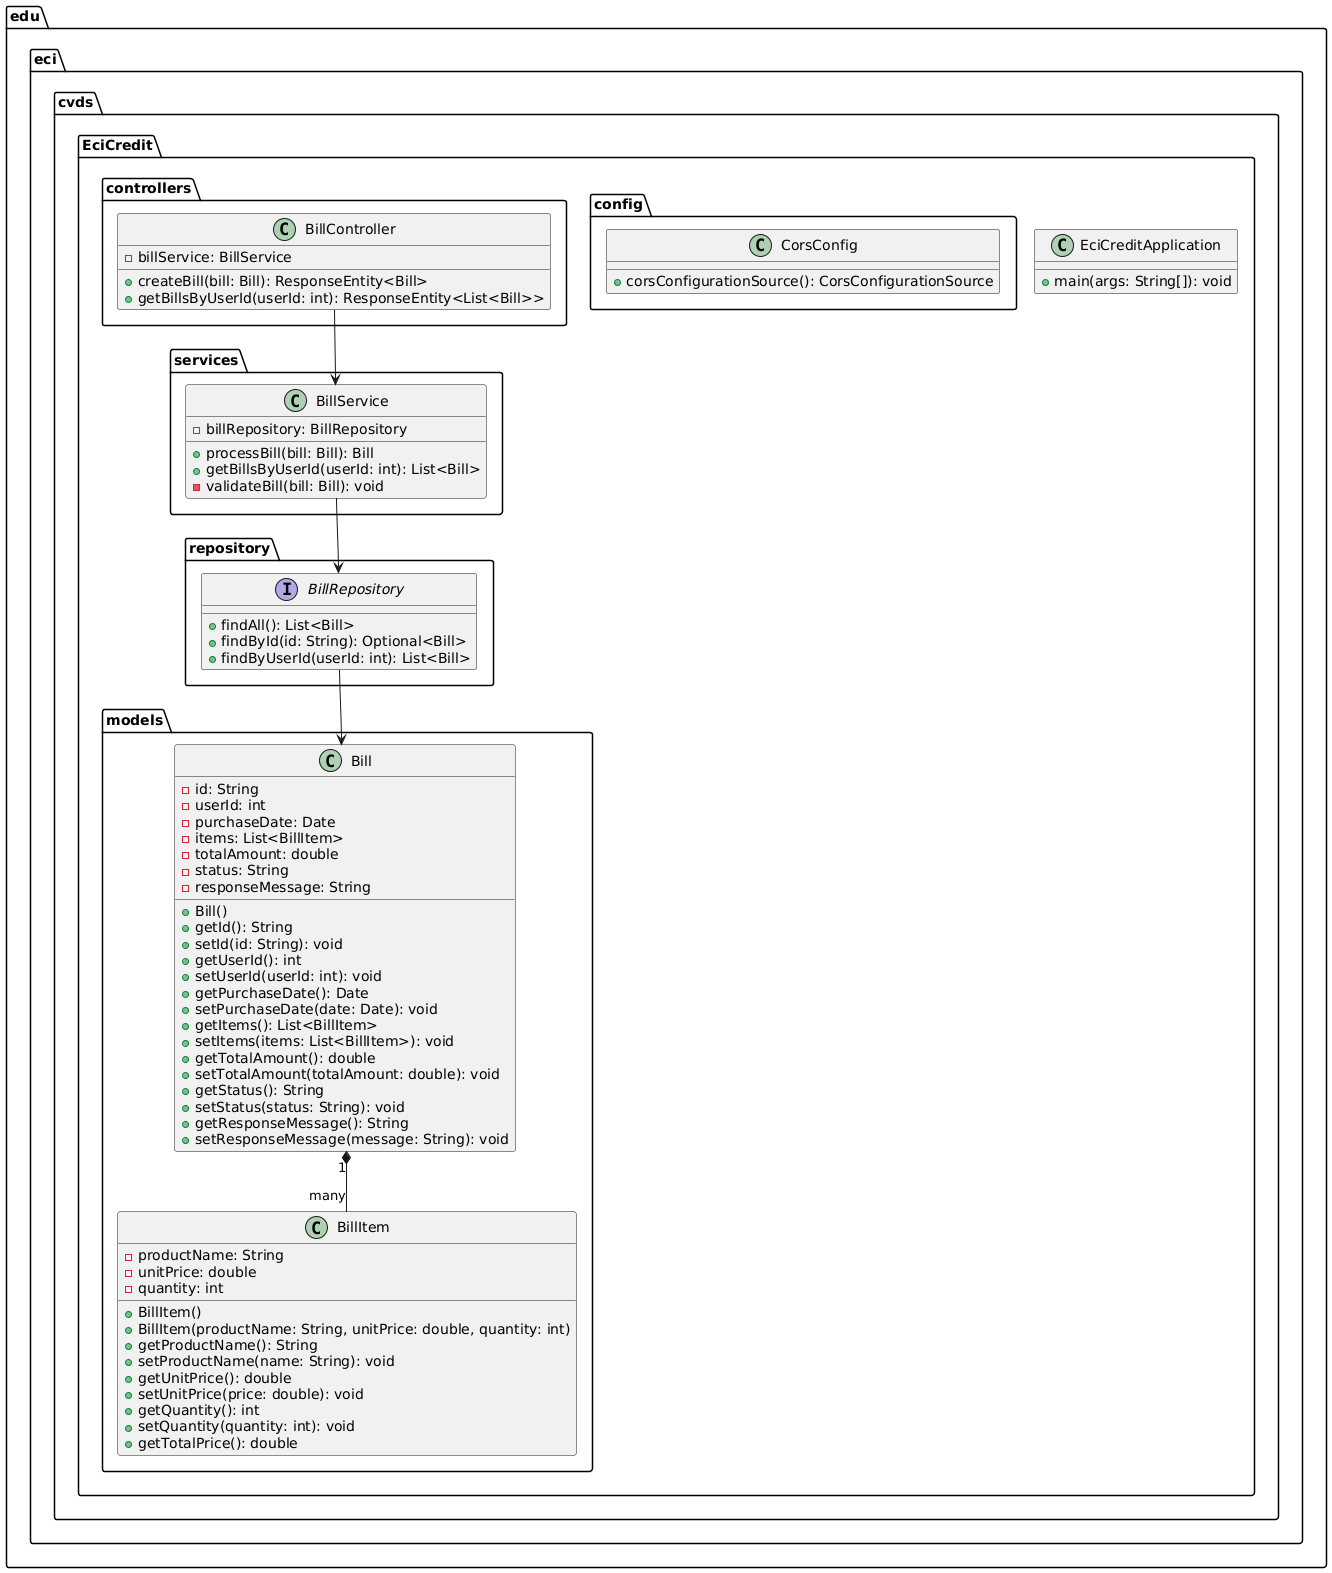 edu
eci
cvds
EciCredit
controllers
C BillController
billService: BillService
createBill(bill: Bill): ResponseEntity<Bill>
getBillsByUserId(userId: int): ResponseEntity<List<Bill>>
config
C CorsConfig
corsConfigurationSource(): CorsConfigurationSource
C EciCreditApplication
main(args: String[]): void
services
C BillService
billRepository: BillRepository
processBill(bill: Bill): Bill
getBillsByUserId(userId: int): List<Bill>
validateBill(bill: Bill): void
repository
I BillRepository
findAll(): List<Bill>
findById(id: String): Optional<Bill>
findByUserId(userId: int): List<Bill>
models
C Bill
id: String
userId: int
purchaseDate: Date
items: List<BillItem>
totalAmount: double
status: String
responseMessage: String
Bill()
getId(): String
setId(id: String): void
getUserId(): int
setUserId(userId: int): void
getPurchaseDate(): Date
setPurchaseDate(date: Date): void
getItems(): List<BillItem>
setItems(items: List<BillItem>): void
getTotalAmount(): double
setTotalAmount(totalAmount: double): void
getStatus(): String
setStatus(status: String): void
getResponseMessage(): String
setResponseMessage(message: String): void
1
many
C BillItem
productName: String
unitPrice: double
quantity: int
BillItem()
BillItem(productName: String, unitPrice: double, quantity: int)
getProductName(): String
setProductName(name: String): void
getUnitPrice(): double
setUnitPrice(price: double): void
getQuantity(): int
setQuantity(quantity: int): void
getTotalPrice(): double